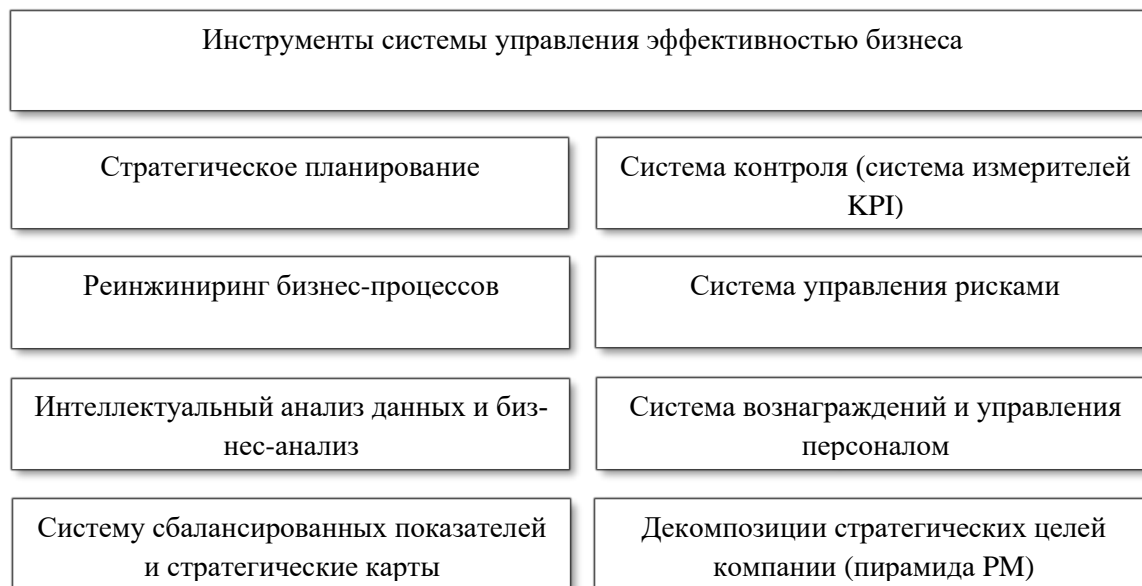 Инструменты системы управления эффективностью бизнеса
Стратегическое планирование
Система контроля (система измерителей
KPI)
Реинжиниринг бизнес-процессов
Система управления рисками
Интеллектуальный анализ данных и биз-
нес-анализ
Система вознаграждений и управления
персоналом
Систему сбалансированных показателей
и стратегические карты
Декомпозиции стратегических целей
компании (пирамида PM)